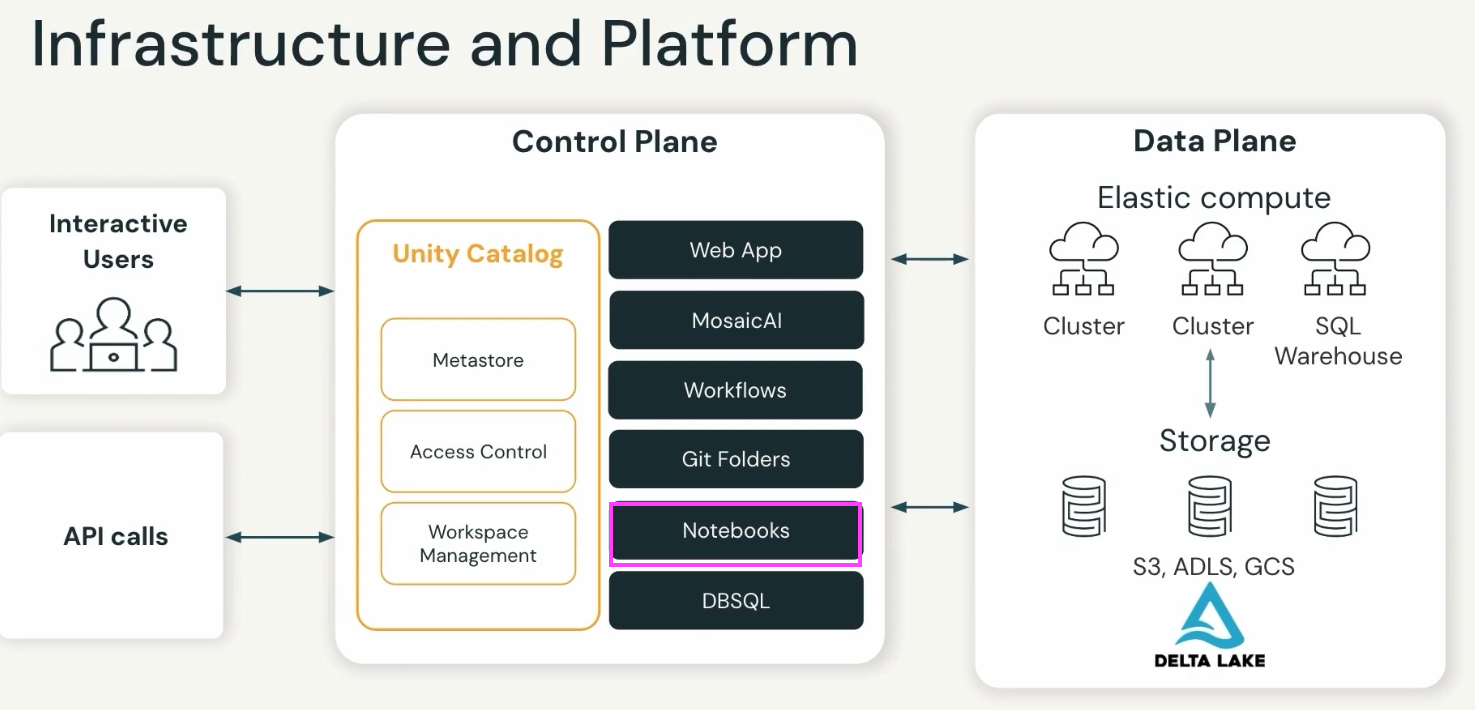 Infrastructure and Platform
Interactive
Users
API calls
Control Plane
Unity Catalog
Metastore
Access Control
Workspace
Management
Web App
MosaicAI
Workflows
Git Folders
Notebooks
DBSQL
Data Plane
Elastic compute
Cluster
Cluster
SQL
Warehouse
Storage
S3, ADLS, GCS
DELTA LAKE